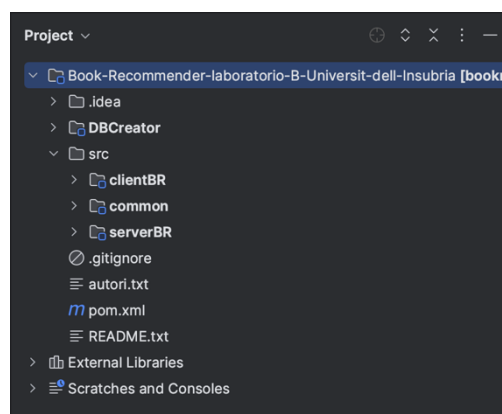 Project
Book-Recommender-laboratorio-B-Universit-dell-Insubria [bookr
.idea
DBCreator
src
clientBR
common
serverBR
.gitignore
autori.txt
pom.xml
README.txt
External Libraries
Scratches and Consoles